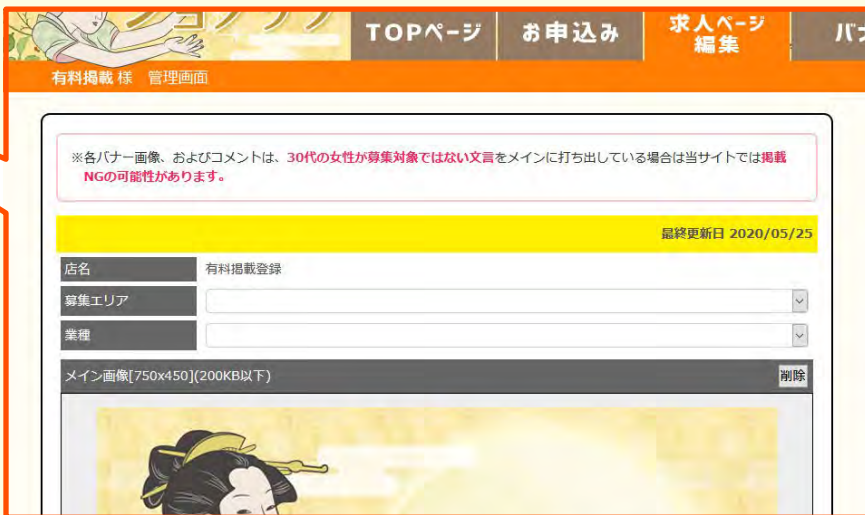 TOPページ
お申込み
求人ページ
編集
有料掲載 様 管理画面
※各バナー画像、およびコメントは、30代の女性が募集対象ではない文言をメインに打ち出している場合は当サイトでは掲載
NGの可能性があります。
最終更新日 2020/05/25
店名
有料掲載登録
募集エリア
業種
メイン画像[750x450](200KB以下)
削除